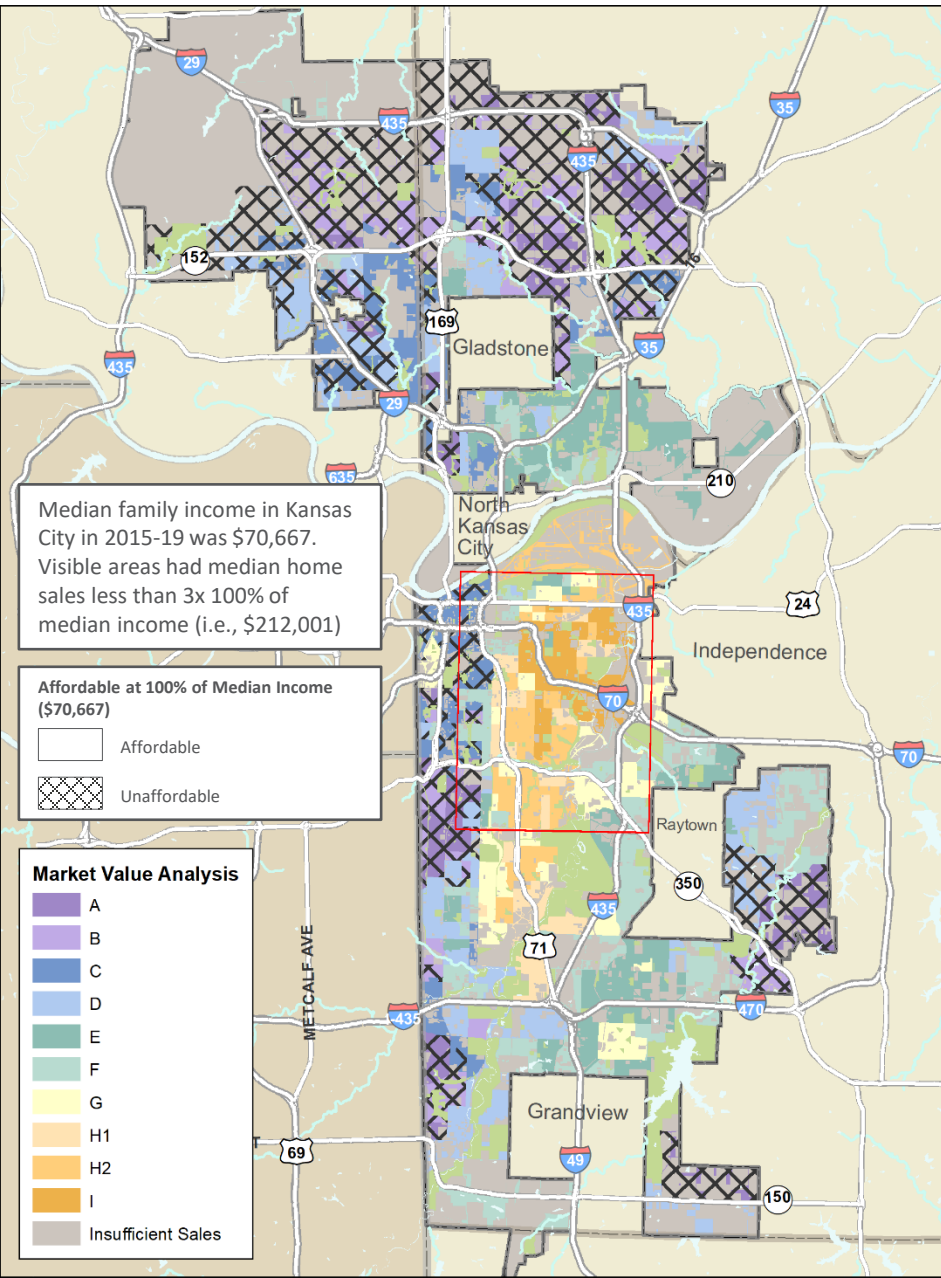 29
35
435
435
152
169
435
Gladstone
35
29
635
210
Median family income in Kansas
City in 2015-19 was $70,667.
Visible areas had median home
sales less than 3x 100% of
median income (i.e., $212,001)
North
Kansas
City
24
435
Independence
Affordable at 100% of Median Income
($70,667)
Affordable
Unaffordable
70
70
Raytown
Market Value Analysis
A
B
C
D
E
F
G
H1
H2
I
Insufficient Sales
350
435
71
METCALF AVE
-435
470
Grandview
69
49
150